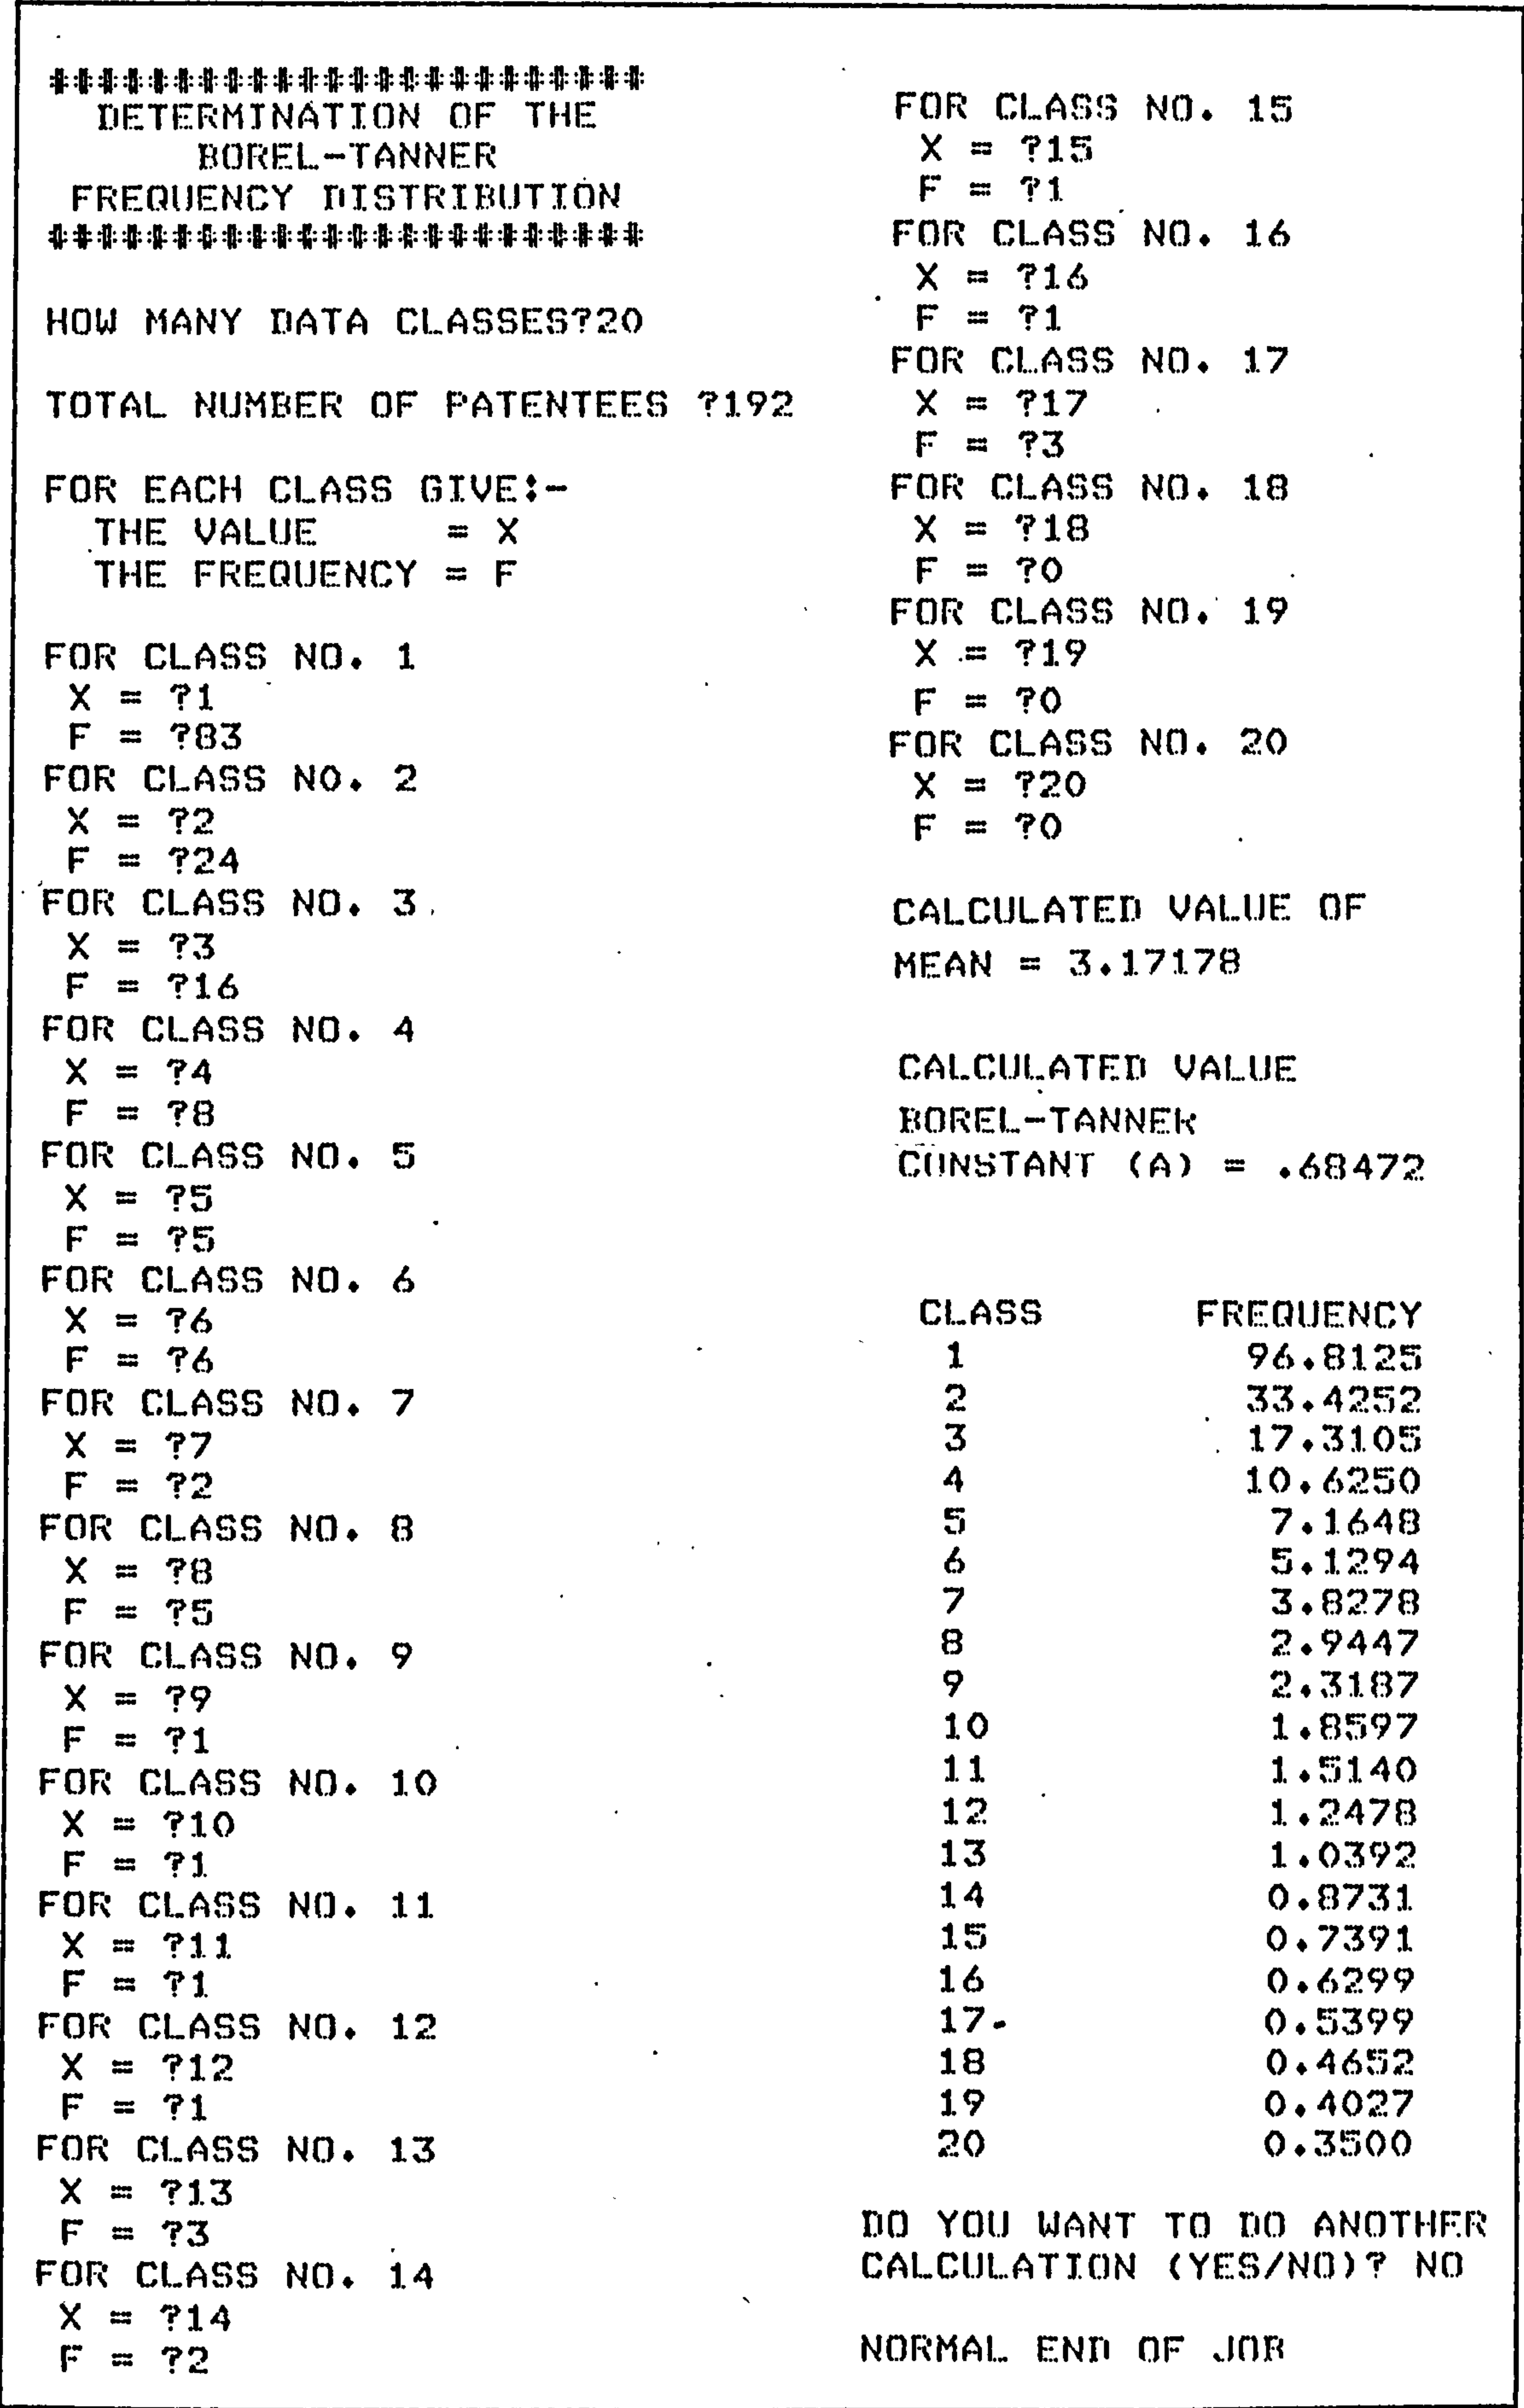 ########################
DETERMINATION OF THE
BOREL-TANNER
FREQUENCY DISTRIBUTION
########################
HOW MANY DATA CLASSES?20
TOTAL NUMBER OF PATENTEES ?192
FOR EACH CLASS GIVE:-
THE VALUE = X
THE FREQUENCY = F
FOR CLASS NO. 1
X = ?1
F = ?83
FOR CLASS NO. 2
X = ?2
F = ?24
FOR CLASS NO. 3
X = ?3
F = ?16
FOR CLASS NO. 4
X = ?4
F = ?8
FOR CLASS NO. 5
X = ?5
F = ?5
FOR CLASS NO. 6
X = ?6
F = ?6
FOR CLASS NO. 7
X = ?7
F = ?2
FOR CLASS NO. 8
X = ?8
F = ?5
FOR CLASS NO. 9
X = ?9
F = ?1
FOR CLASS NO. 10
X = ?10
F = ?1
FOR CLASS NO. 11
X = ?11
F = ?1
FOR CLASS NO. 12
X = ?12
F = ?1
FOR CLASS NO. 13
X = ?13
F = ?3
FOR CLASS NO. 14
X = ?14
F = ?2
FOR CLASS NO. 15
X = ?15
F = ?1
FOR CLASS NO. 16
X = ?16
F = ?1
FOR CLASS NO. 17
X = ?17
F = ?3
FOR CLASS NO. 18
X = ?18
F = ?0
FOR CLASS NO. 19
X = ?19
F = ?0
FOR CLASS NO. 20
X = ?20
F = ?0
CALCULATED VALUE OF
MEAN = 3.17178
CALCULATED VALUE
BOREL-TANNER
CONSTANT (A) = .68472
CLASS FREQUENCY
1 96.8125
2 33.4252
3 17.3105
4 10.6250
5 7.1648
6 5.1294
7 3.8278
8 2.9447
9 2.3187
10 1.8597
11 1.5140
12 1.2478
13 1.0392
14 0.8731
15 0.7391
16 0.6299
17 0.5399
18 0.4652
19 0.4027
20 0.3500
DO YOU WANT TO DO ANOTHER
CALCULATION (YES/NO)? NO
NORMAL END OF JOB